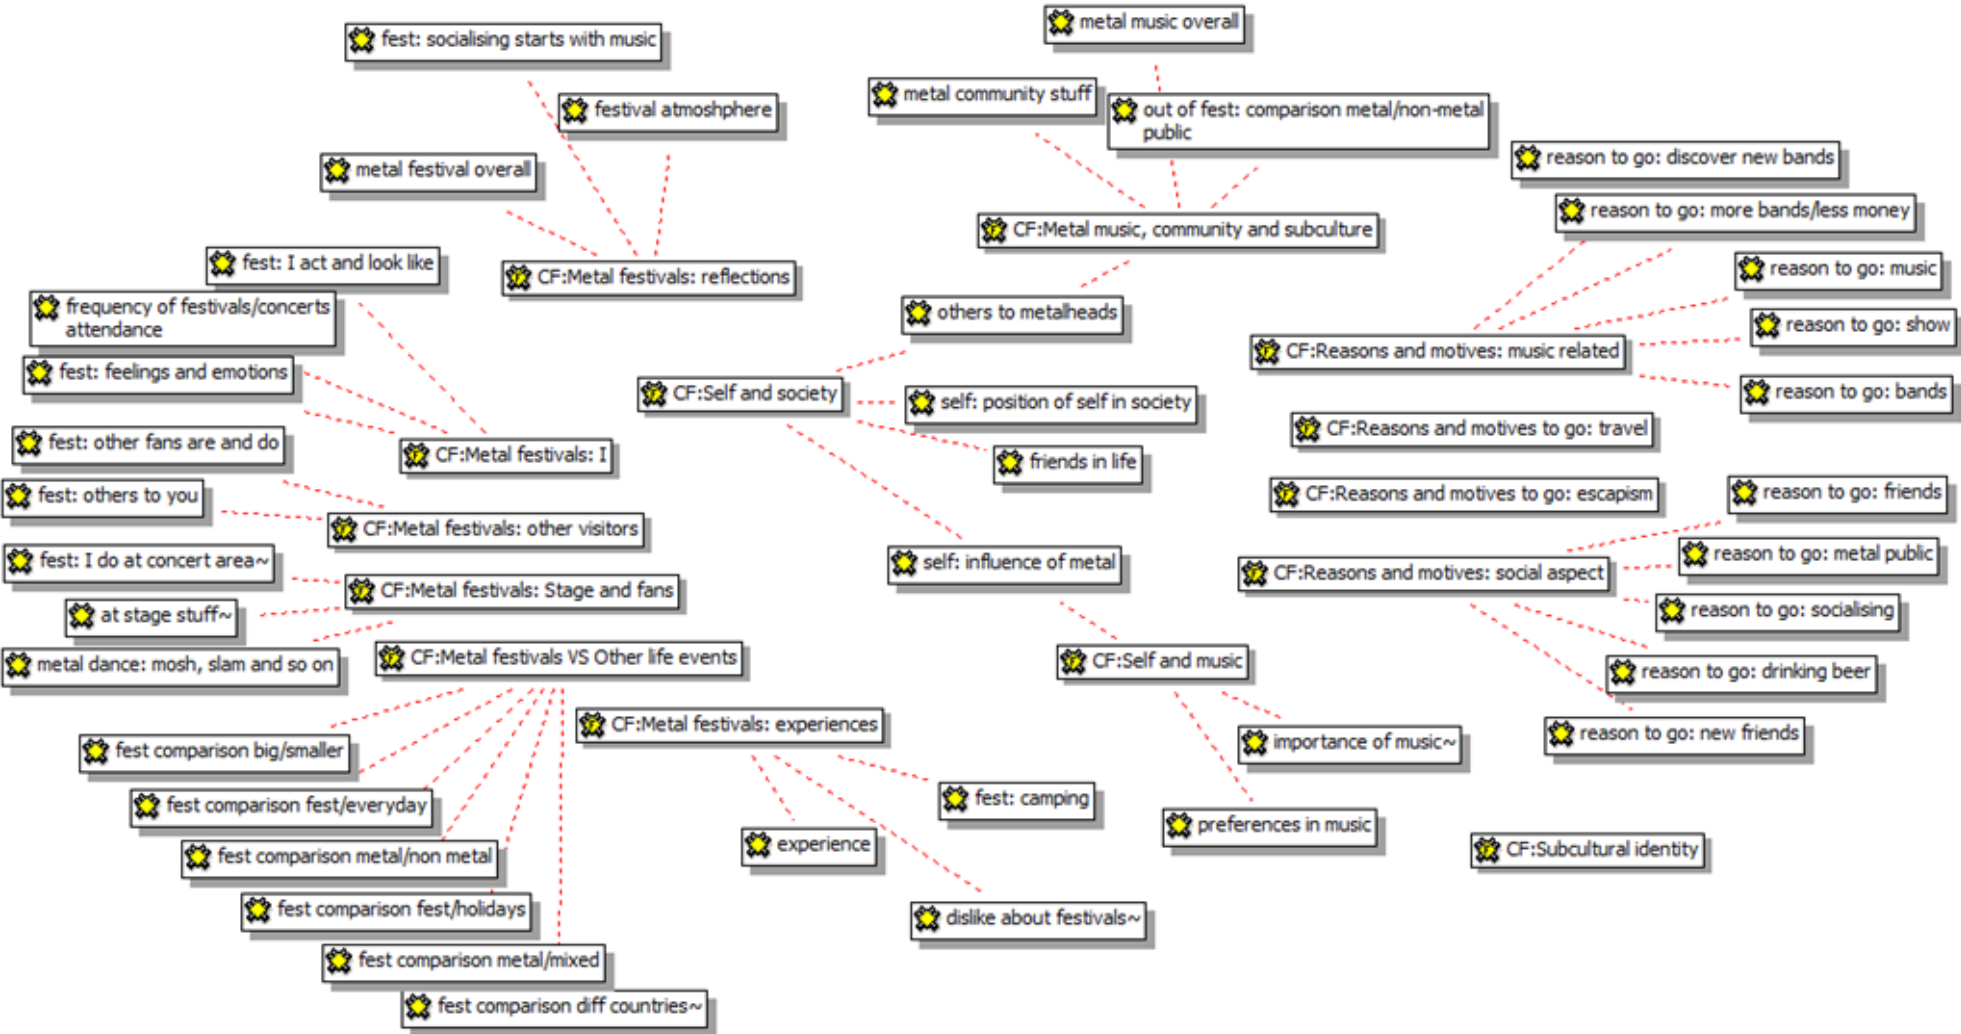 metal music overall
fest: socialising starts with music
metal community stuff
festival atmoshphere
out of fest: comparison metal/non-metal
public
reason to go: discover new bands
metal festival overall
reason to go: more bands/less money
CF:Metal music, community and subculture
fest: I act and look like
reason to go: music
CF:Metal festivals: reflections
frequency of festivals/concerts
attendance
others to metalheads
reason to go: show
CF:Reasons and motives: music related
fest: feelings and emotions
CF:Self and society
reason to go: bands
self: position of self in society
CF:Reasons and motives to go: travel
fest: other fans are and do
CF:Metal festivals: I
friends in life
fest: others to you
CF:Reasons and motives to go: escapism
reason to go: friends
CF:Metal festivals: other visitors
fest: I do at concert area~
self: influence of metal
reason to go: metal public
CF:Reasons and motives: social aspect
CF:Metal festivals: Stage and fans
at stage stuff~
reason to go: socialising
metal dance: mosh, slam and so on
CF:Metal festivals VS Other life events
CF:Self and music
reason to go: drinking beer
CF:Metal festivals: experiences
reason to go: new friends
fest comparison big/smaller
importance of music~
fest comparison fest/everyday
fest: camping
preferences in music
fest comparison metal/non metal
experience
CF:Subcultural identity
fest comparison fest/holidays
dislike about festivals~
fest comparison metal/mixed
fest comparison diff countries~